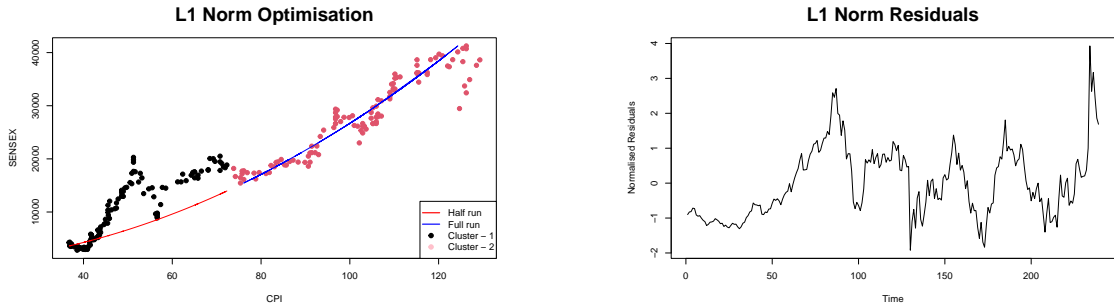 L1 Norm Optimisation
SENSEX
40000
30000
20000
10000
Half run
Full run
Cluster – 1
Cluster – 2
40
60
80
100
120
CPI
L1 Norm Residuals
Normalised Residuals
4
3
2
1
0
−1
−2
0
50
100
150
200
Time